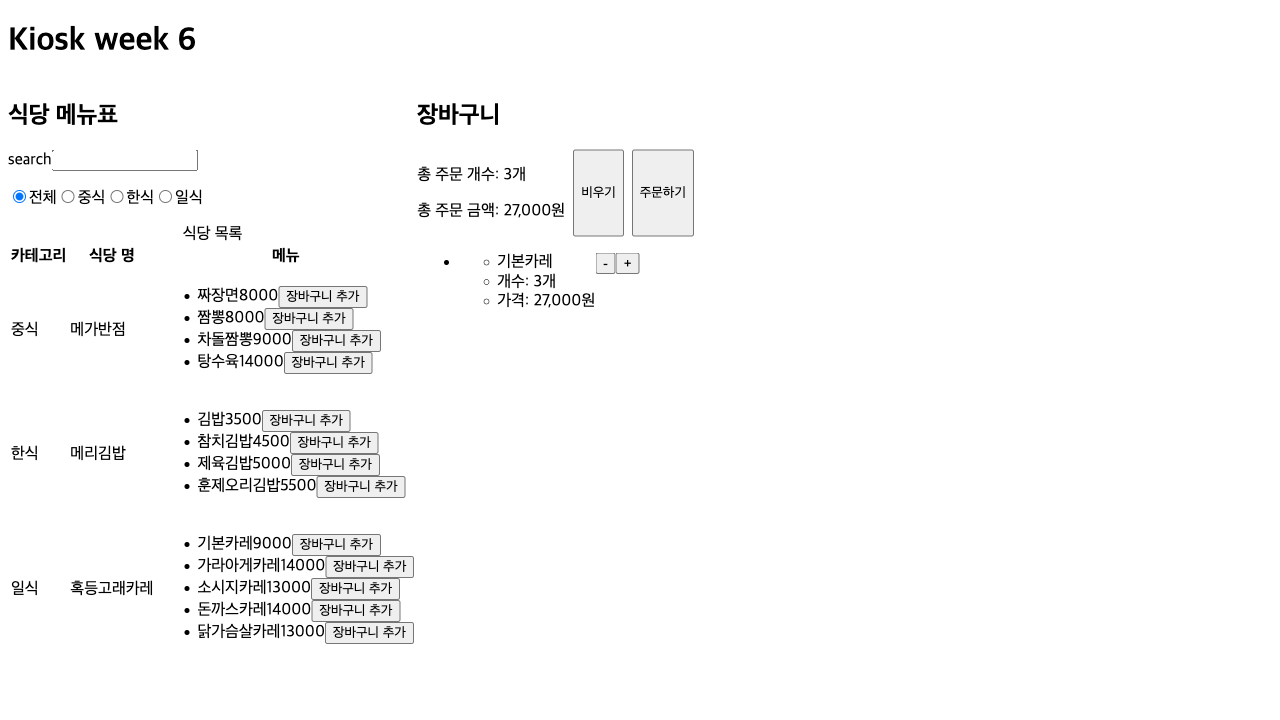 Kiosk week 6
식당 메뉴표
search
전체 중식 한식 일식
식당 목록
카테고리 식당 명 메뉴
중식 메가반점
짜장면8000 장바구니 추가
짬뽕8000 장바구니 추가
차돌짬뽕9000 장바구니 추가
탕수육14000 장바구니 추가
한식 메리김밥
김밥3500 장바구니 추가
참치김밥4500 장바구니 추가
제육김밥5000 장바구니 추가
훈제오리김밥5500 장바구니 추가
일식 혹등고래카레
기본카레9000 장바구니 추가
가라아게카레14000 장바구니 추가
소시지카레13000 장바구니 추가
돈까스카레14000 장바구니 추가
닭가슴살카레13000 장바구니 추가
장바구니
총 주문 개수: 3개
총 주문 금액: 27,000원
비우기 주문하기
기본카레 - +
개수: 3개
가격: 27,000원